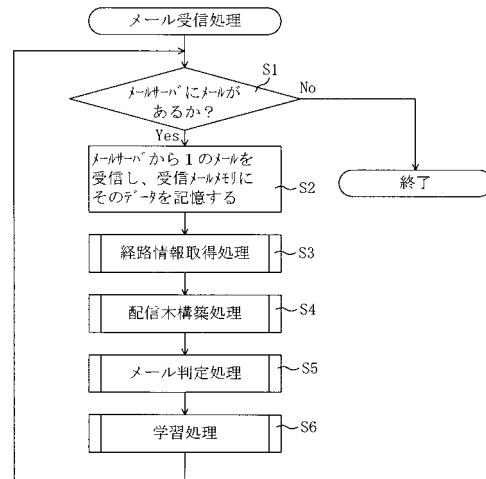 メール受信処理
S1
メールサーバにメールが
あるか?
No
Yes
メールサーバから1のメールを
受信し、受信メールメモリに
そのデータを記憶する
S2
終了
経路情報取得処理
S3
配信木構築処理
S4
メール判定処理
S5
学習処理
S6